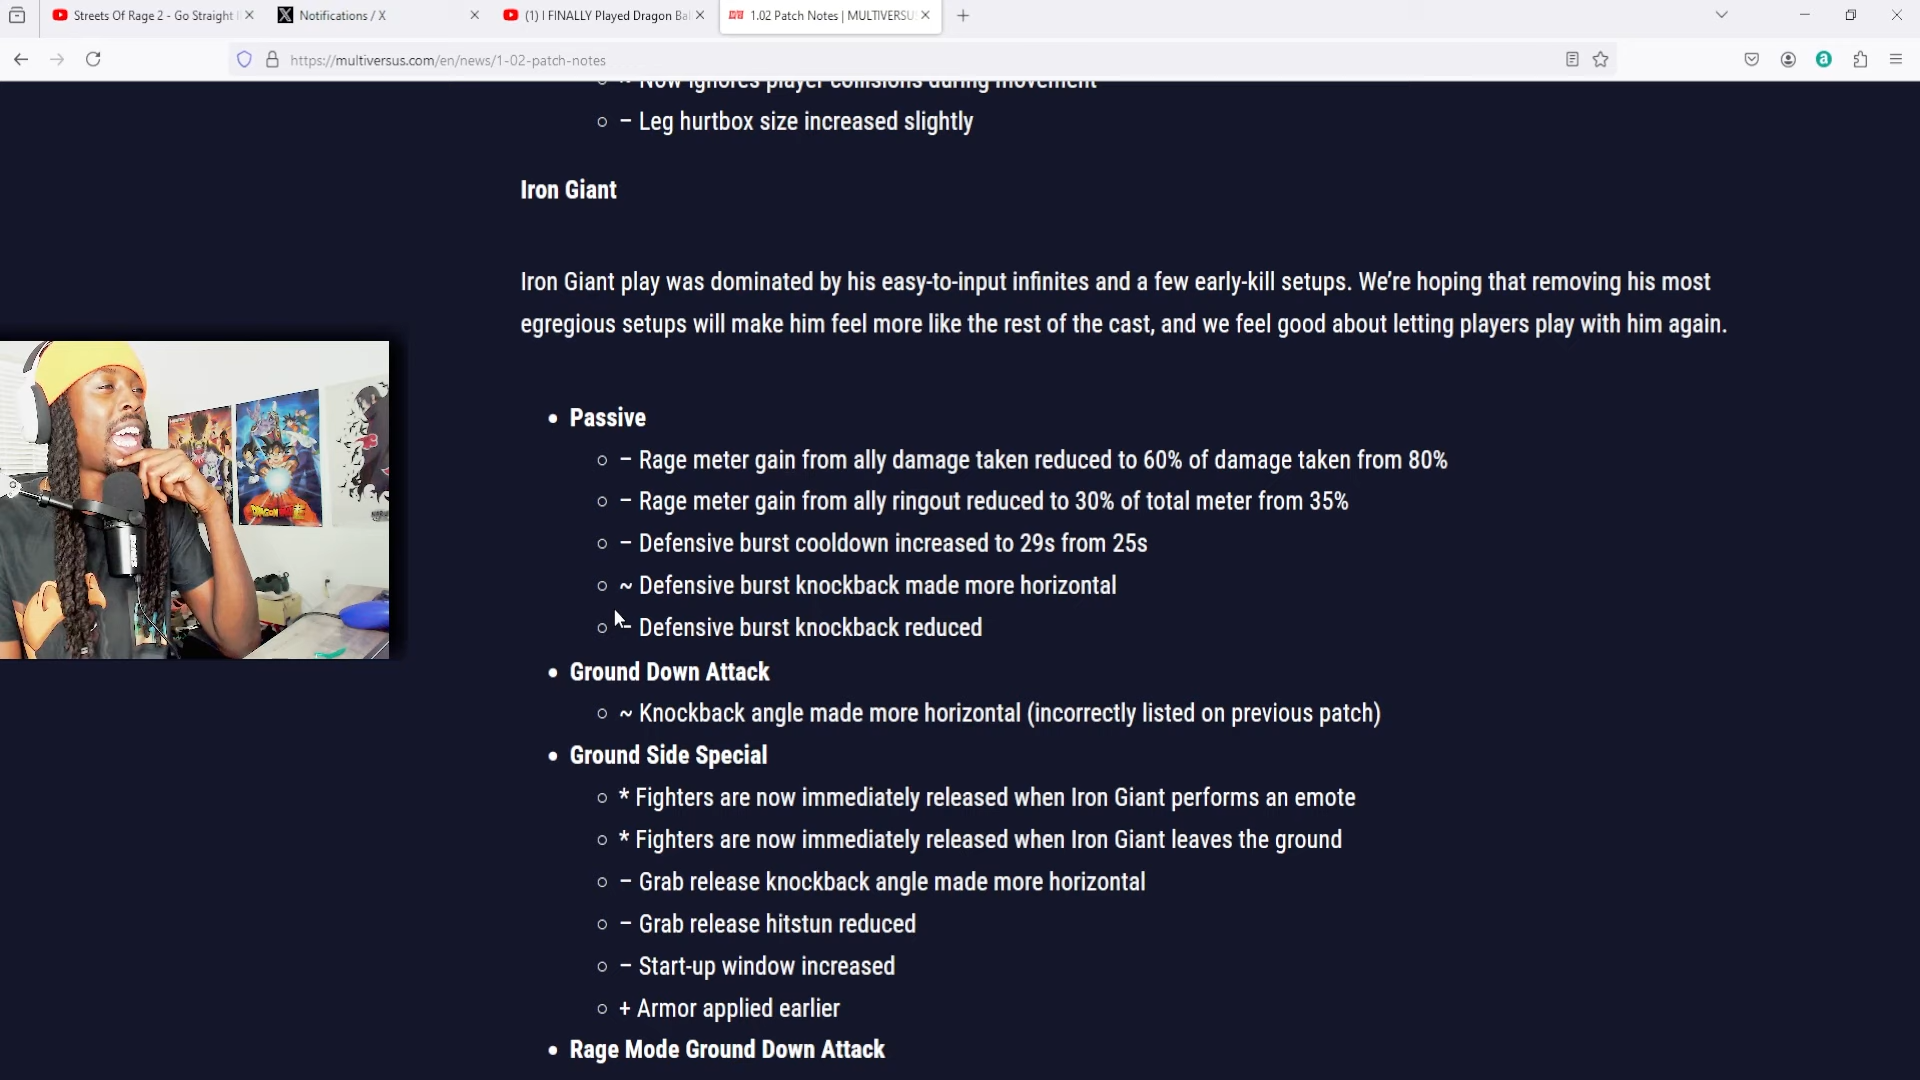 Streets Of Rage 2 - Go Straight
Notifications / X
(1) I FINALLY Played Dragon Bal
1.02 Patch Notes | MULTIVERSU
https://multiversus.com/en/news/1-02-patch-notes
~ Now ignores player collisions during movement
– Leg hurtbox size increased slightly
Iron Giant
Iron Giant play was dominated by his easy-to-input infinites and a few early-kill setups. We’re hoping that removing his most
egregious setups will make him feel more like the rest of the cast, and we feel good about letting players play with him again.
Passive
– Rage meter gain from ally damage taken reduced to 60% of damage taken from 80%
– Rage meter gain from ally ringout reduced to 30% of total meter from 35%
– Defensive burst cooldown increased to 29s from 25s
~ Defensive burst knockback made more horizontal
– Defensive burst knockback reduced
Ground Down Attack
~ Knockback angle made more horizontal (incorrectly listed on previous patch)
Ground Side Special
* Fighters are now immediately released when Iron Giant performs an emote
* Fighters are now immediately released when Iron Giant leaves the ground
– Grab release knockback angle made more horizontal
– Grab release hitstun reduced
– Start-up window increased
+ Armor applied earlier
Rage Mode Ground Down Attack